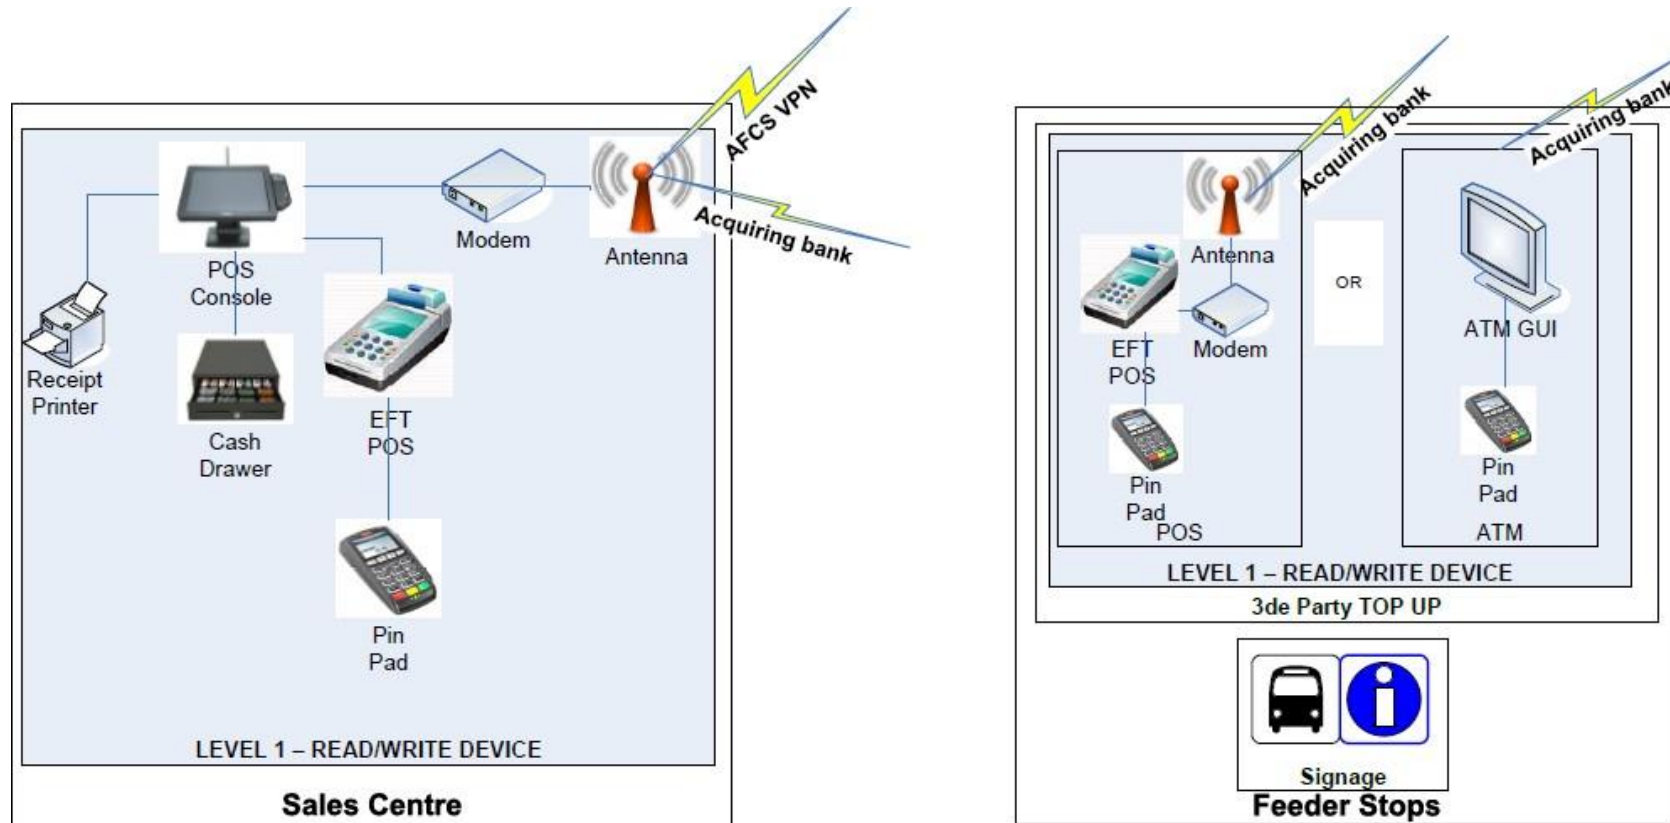 AFCS VPN
Acquiring bank
POS
Console
Modem
Antenna
Receipt
Printer
Cash
Drawer
EFT
POS
Pin
Pad
LEVEL 1 – READ/WRITE DEVICE
Sales Centre
Acquiring bank
Acquiring bank
Antenna
EFT
POS
Modem
Pin
Pad
POS
OR
ATM GUI
Pin
Pad
ATM
LEVEL 1 – READ/WRITE DEVICE
3de Party TOP UP
i
Signage
Feeder Stops